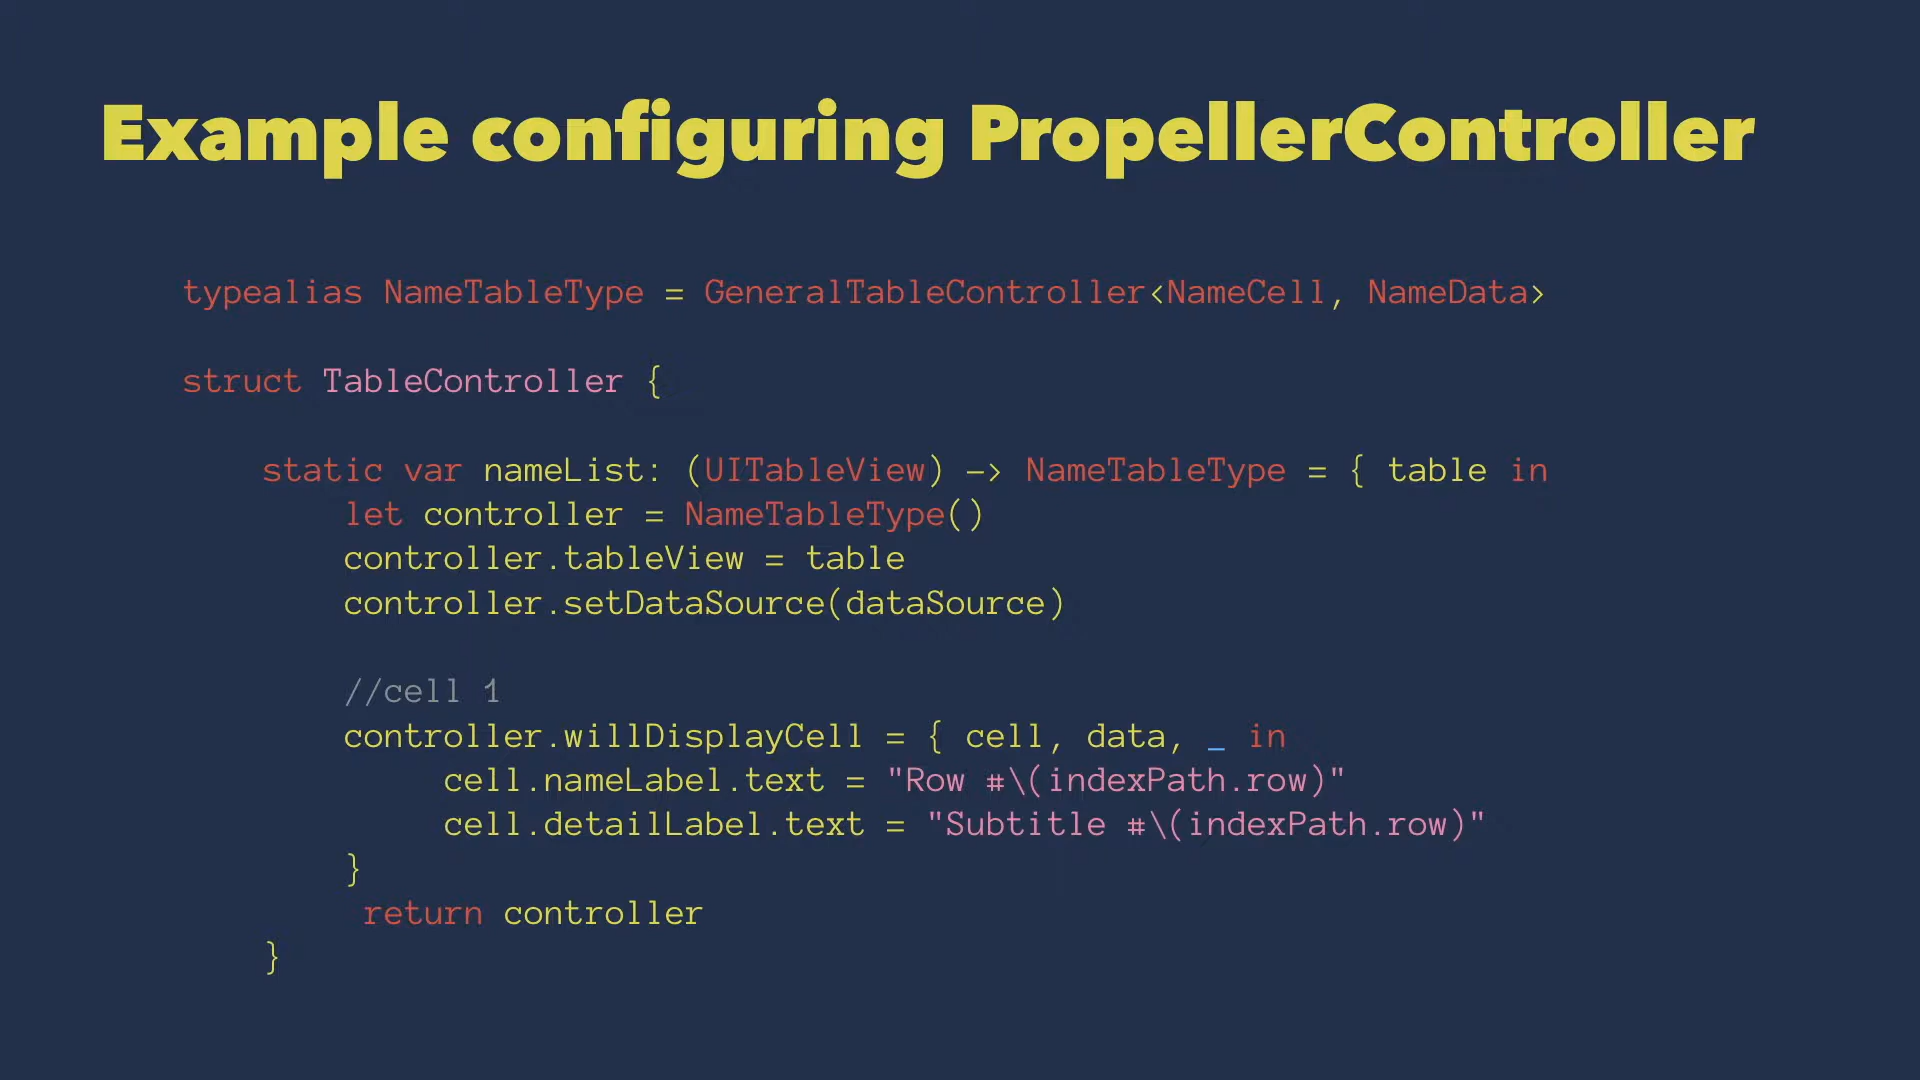 Example configuring PropellerController
typealias NameTableType = GeneralTableController<NameCell, NameData>
struct TableController {
static var nameList: (UITableView) -> NameTableType = { table in
let controller = NameTableType()
controller.tableView = table
controller.setDataSource(dataSource)
//cell 1
controller.willDisplayCell = { cell, data, _ in
cell.nameLabel.text = "Row #\(indexPath.row)"
cell.detailLabel.text = "Subtitle #\(indexPath.row)"
}
return controller
}